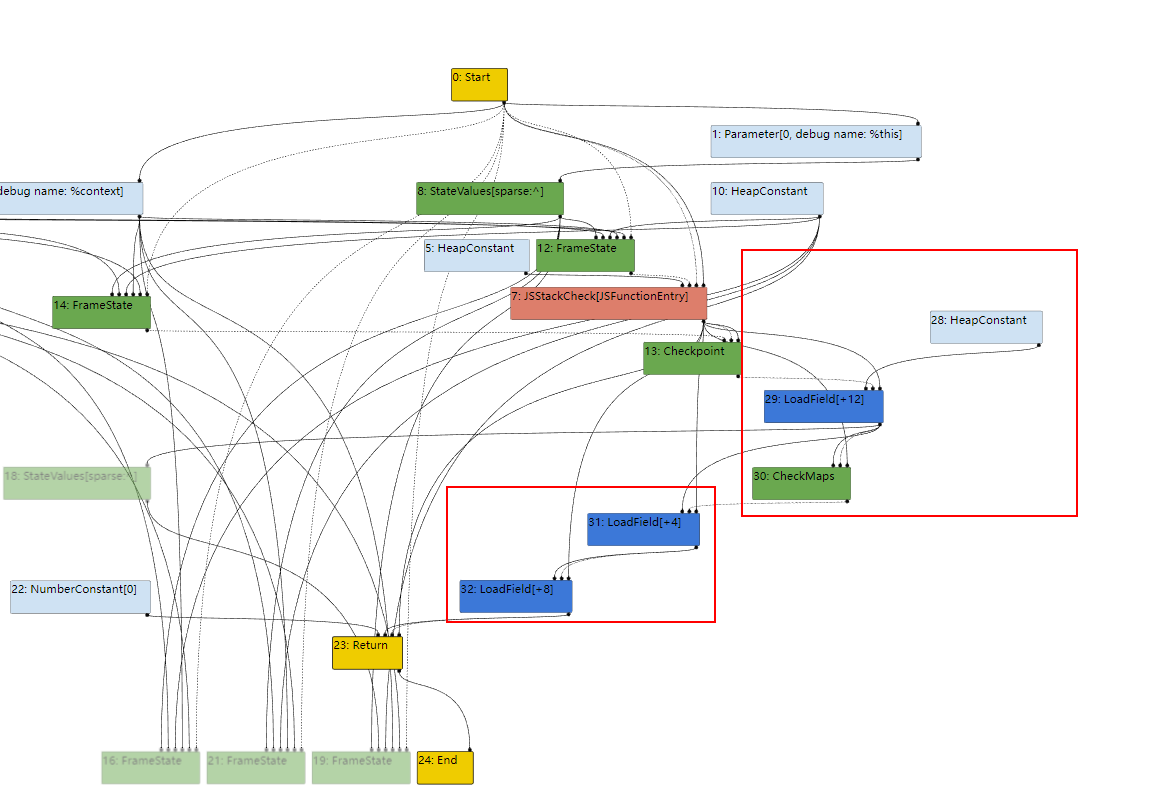 0: Start
1: Parameter[0, debug name: %this]
debug name: %context]
8: StateValues[sparse:^]
10: HeapConstant
5: HeapConstant
12: FrameState
7: JSStackCheck[JSFunctionEntry]
14: FrameState
28: HeapConstant
13: Checkpoint
29: LoadField[+12]
18: StateValues[sparse:^]
30: CheckMaps
31: LoadField[+4]
22: NumberConstant[0]
32: LoadField[+8]
23: Return
16: FrameState
21: FrameState
19: FrameState
24: End